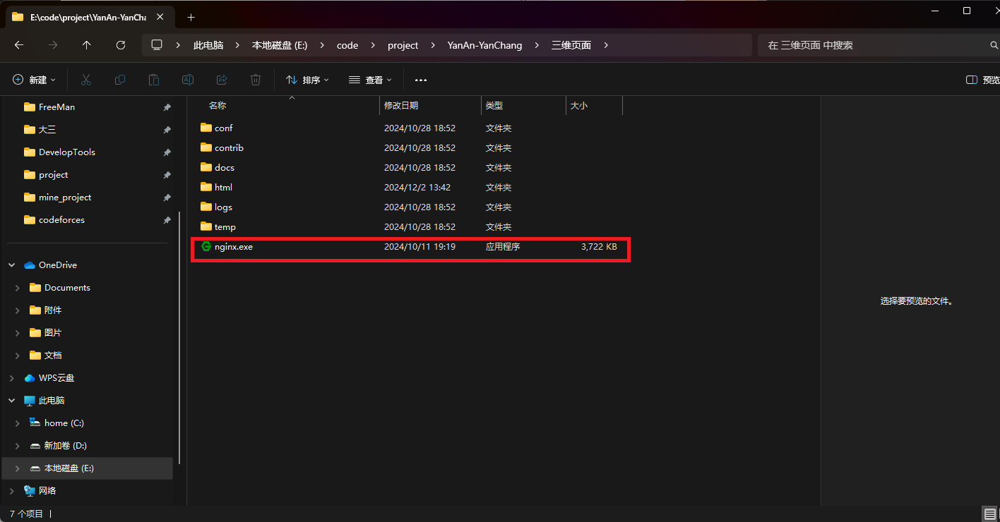 E:\code\project\YanAn-YanCha
此电脑 本地磁盘 (E:) code project YanAn-YanChang 三维页面
在 三维页面 中搜索
新建 排序 查看 预览
FreeMan
大三
DevelopTools
project
mine_project
codeforces
OneDrive
Documents
附件
图片
文档
WPS云盘
此电脑
home (C:)
新加卷 (D:)
本地磁盘 (E:)
网络
名称 修改日期 类型 大小
conf 2024/10/28 18:52 文件夹
contrib 2024/10/28 18:52 文件夹
docs 2024/10/28 18:52 文件夹
html 2024/12/2 13:42 文件夹
logs 2024/10/28 18:52 文件夹
temp 2024/10/28 18:52 文件夹
nginx.exe 2024/10/11 19:19 应用程序 3,722 KB
选择要预览的文件。
7 个项目